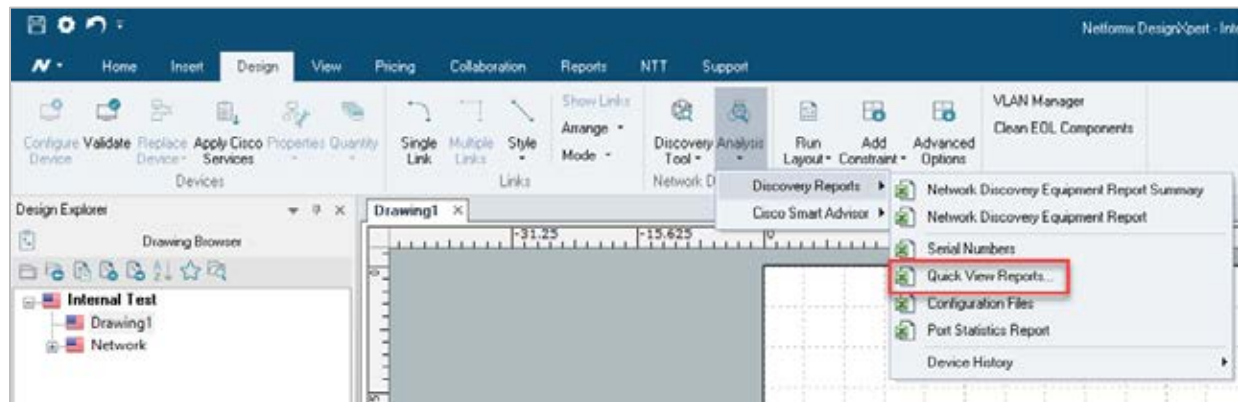 Netformx DesignXpert - Inte
N
Home Insert Design View Pricing Collaboration Reports NTT Support
Configure Device
Validate
Replace Device
Apply Cisco Services
Properties
Quantity
Devices
Single Link
Multiple Links
Style
Show Links
Arrange
Mode
Links
Discovery Tool
Analysis
Network D
Run Layout
Add Constraint
Advanced Options
VLAN Manager
Clean EOL Components
Discovery Reports
Cisco Smart Advisor
Network Discovery Equipment Report Summary
Network Discovery Equipment Report
Serial Numbers
Quick View Reports...
Configuration Files
Port Statistics Report
Device History
Design Explorer
Drawing Browser
Internal Test
Drawing1
Network
Drawing1
-31.25 -15.625 0
0